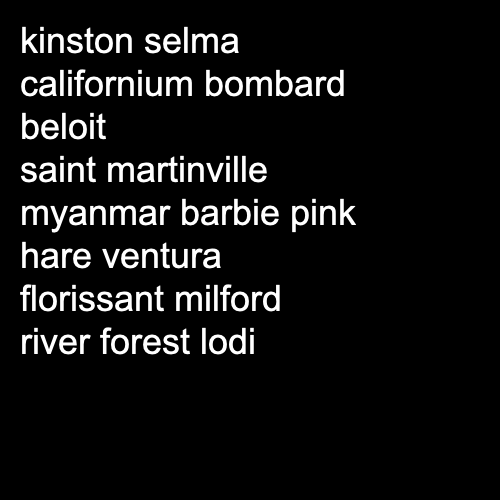 kinston selma
californium bombard
beloit
saint martinville
myanmar barbie pink
hare ventura
florissant milford
river forest lodi